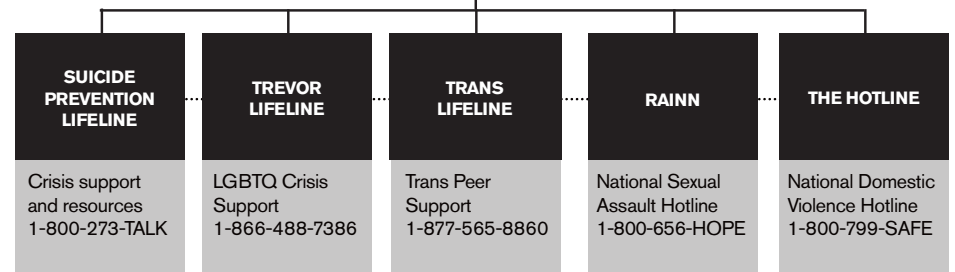 SUICIDE
PREVENTION
LIFELINE
Crisis support
and resources
1-800-273-TALK
TREVOR
LIFELINE
LGBTQ Crisis
Support
1-866-488-7386
TRANS
LIFELINE
Trans Peer
Support
1-877-565-8860
RAINN
National Sexual
Assault Hotline
1-800-656-HOPE
THE HOTLINE
National Domestic
Violence Hotline
1-800-799-SAFE